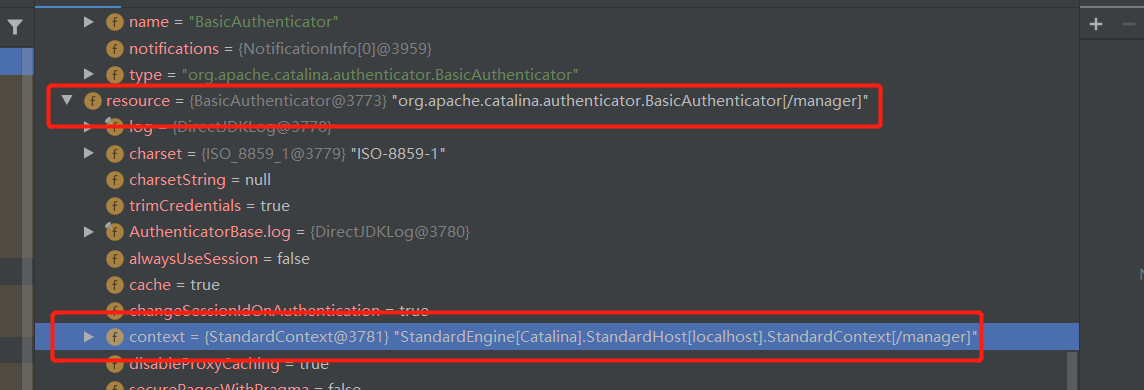 name = "BasicAuthenticator"
notifications = {NotificationInfo[0]@3959}
type = "org.apache.catalina.authenticator.BasicAuthenticator"
resource = {BasicAuthenticator@3773} "org.apache.catalina.authenticator.BasicAuthenticator[/manager]"
log = {DirectJDKLog@3778}
charset = {ISO_8859_1@3779} "ISO-8859-1"
charsetString = null
trimCredentials = true
AuthenticatorBase.log = {DirectJDKLog@3780}
alwaysUseSession = false
cache = true
changeSessionIdOnAuthentication = true
context = {StandardContext@3781} "StandardEngine[Catalina].StandardHost[localhost].StandardContext[/manager]"
disableProxyCaching = true
securePagesWithPragma = false